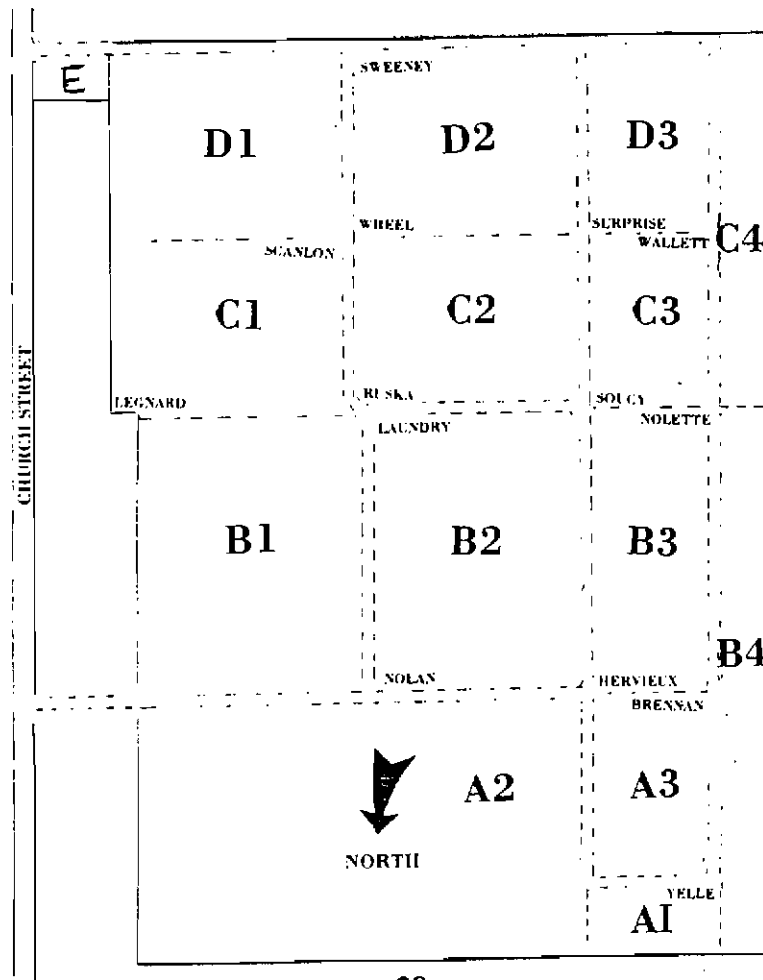 E
SWEENEY
D1
D2
D3
WHEEL
SURPRISE
SCANLON
WALLETT
C4
C1
C2
C3
LEGNARD
RUSKA
SOUCY
LAUNDRY
NOLETTE
CHURCH STREET
B1
B2
B3
B4
NOLAN
HERVIEUX
BRENNAN
A2
A3
NORTH
YELLE
A1